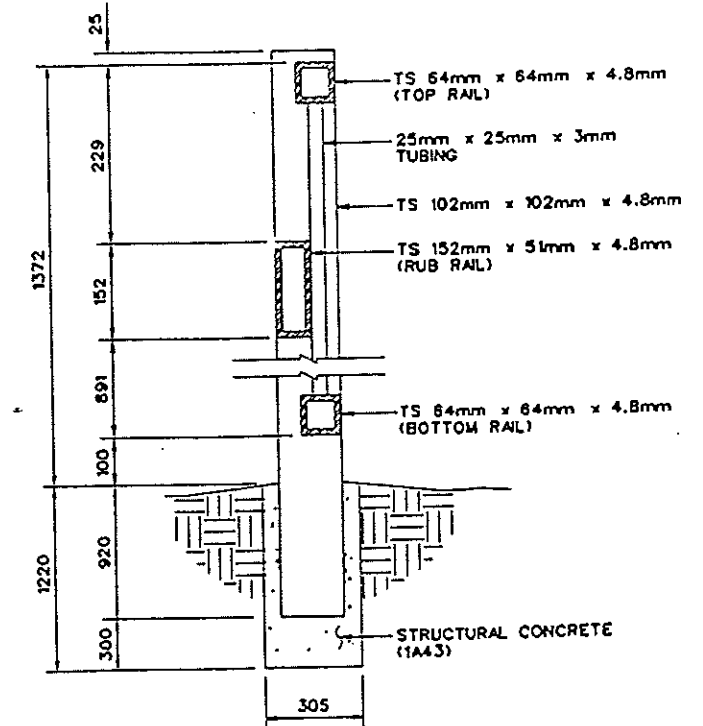 25
TS 64mm x 64mm x 4.8mm
(TOP RAIL)
25mm x 25mm x 3mm
TUBING
229
TS 102mm x 102mm x 4.8mm
TS 152mm x 51mm x 4.8mm
(RUB RAIL)
1372
152
891
TS 64mm x 64mm x 4.8mm
(BOTTOM RAIL)
100
1220
920
300
STRUCTURAL CONCRETE
(1A43)
305